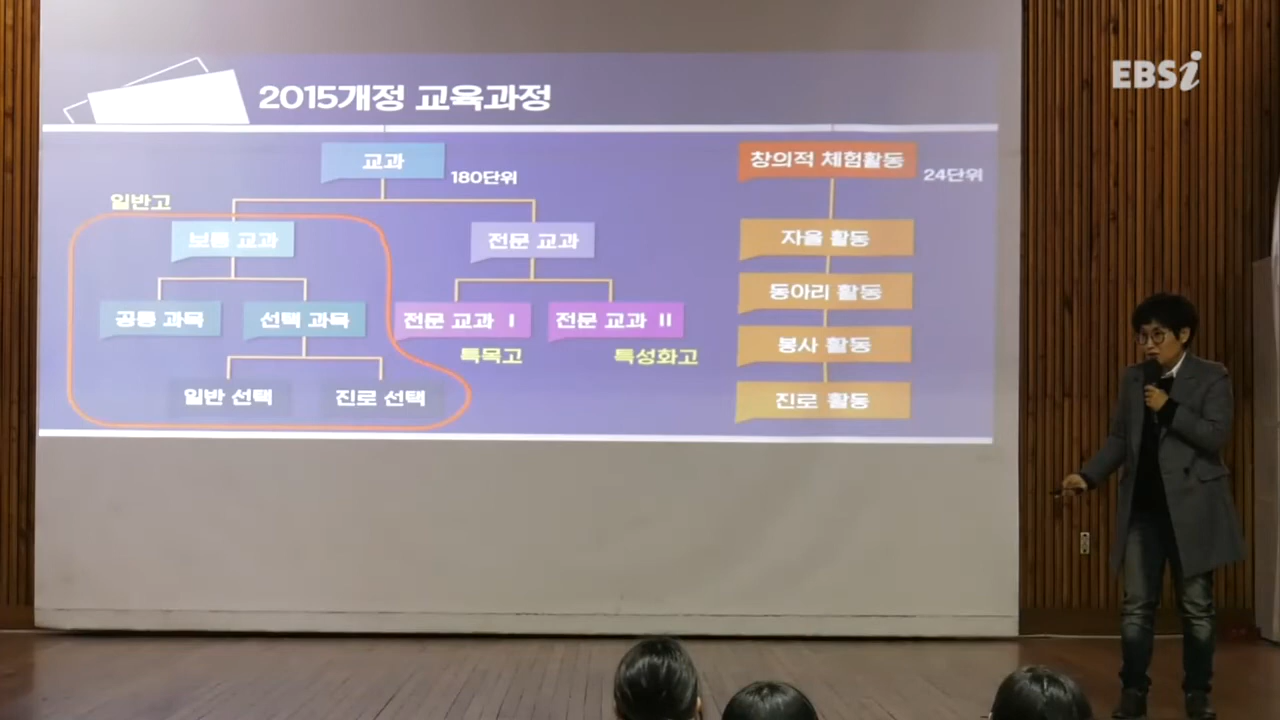 EBSi
2015개정 교육과정
교과
180단위
창의적 체험활동
24단위
일반고
보통 교과
전문 교과
자율 활동
동아리 활동
공통 과목
선택 과목
전문 교과 I
전문 교과 II
특목고
특성화고
봉사 활동
일반 선택
진로 선택
진로 활동